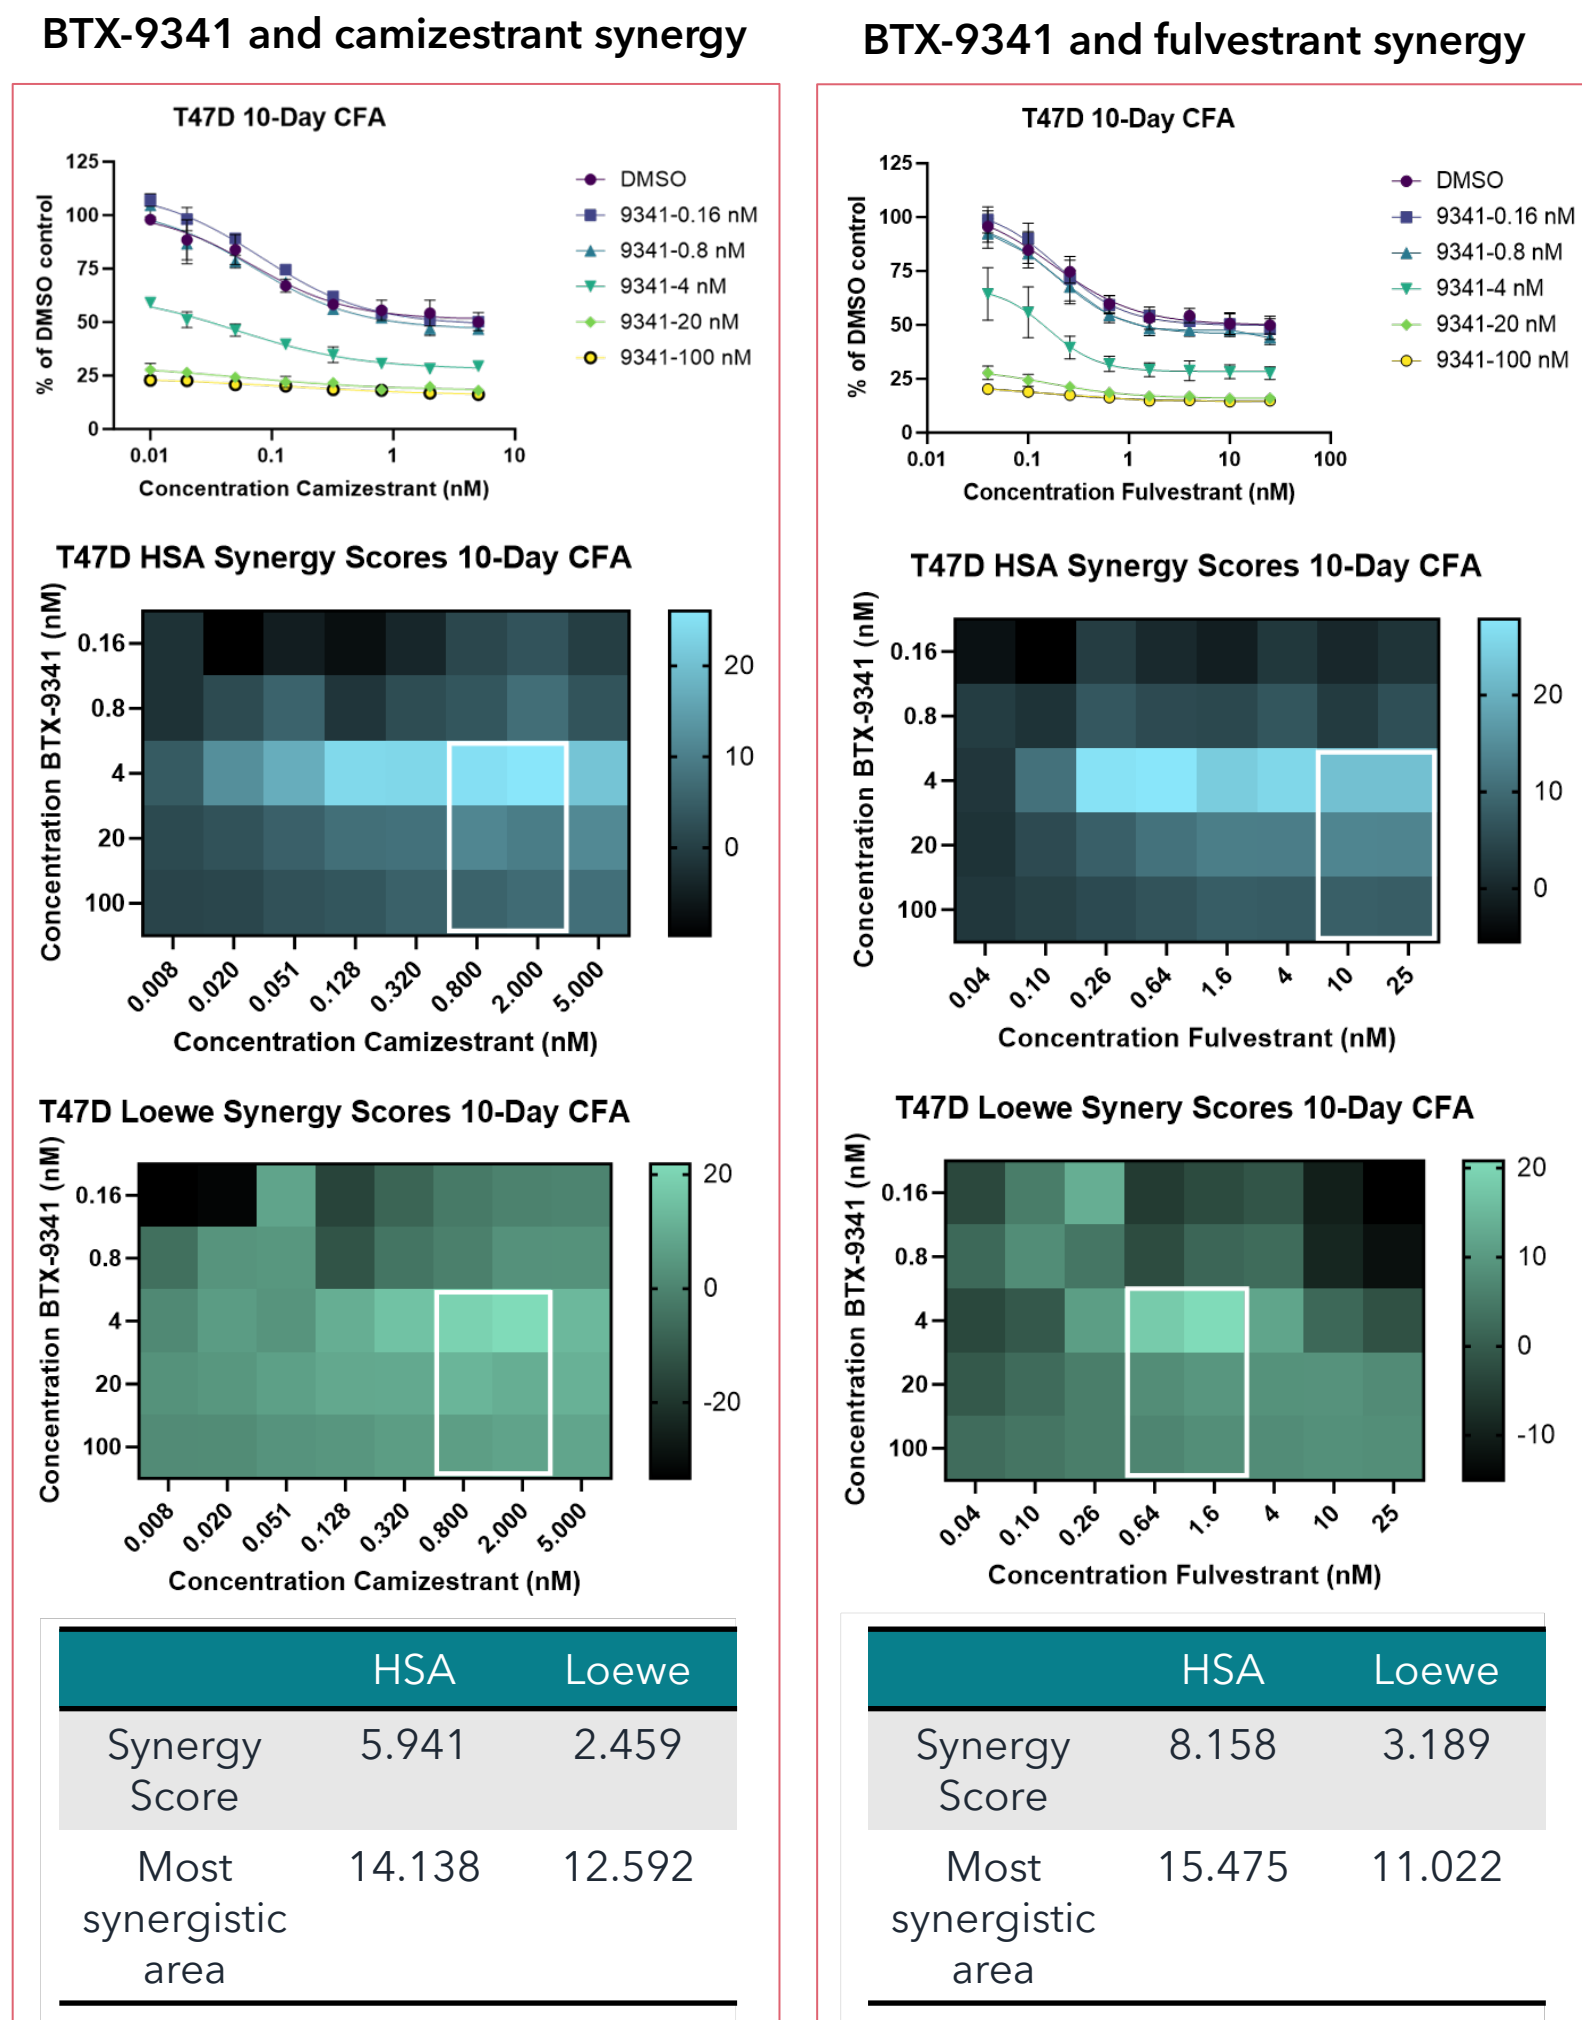 BTX-9341 and camizestrant synergy
T47D 10-Day CFA
% of DMSO control
125
100
75
50
25
0
0.01
0.1
1
10
Concentration Camizestrant (nM)
DMSO
9341-0.16 nM
9341-0.8 nM
9341-4 nM
9341-20 nM
9341-100 nM
T47D HSA Synergy Scores 10-Day CFA
Concentration BTX-9341 (nM)
0.16
0.8
4
20
100
0.008
0.020
0.051
0.128
0.320
0.800
2.000
5.000
Concentration Camizestrant (nM)
20
10
0
T47D Loewe Synergy Scores 10-Day CFA
Concentration BTX-9341 (nM)
0.16
0.8
4
20
100
0.008
0.020
0.051
0.128
0.320
0.800
2.000
5.000
Concentration Camizestrant (nM)
20
0
-20
HSA Loewe
Synergy Score 5.941 2.459
Most synergistic area 14.138 12.592
BTX-9341 and fulvestrant synergy
T47D 10-Day CFA
% of DMSO control
125
100
75
50
25
0
0.01
0.1
1
10
100
Concentration Fulvestrant (nM)
DMSO
9341-0.16 nM
9341-0.8 nM
9341-4 nM
9341-20 nM
9341-100 nM
T47D HSA Synergy Scores 10-Day CFA
Concentration BTX-9341 (nM)
0.16
0.8
4
20
100
0.04
0.10
0.26
0.64
1.6
4
10
25
Concentration Fulvestrant (nM)
20
10
0
T47D Loewe Synery Scores 10-Day CFA
Concentration BTX-9341 (nM)
0.16
0.8
4
20
100
0.04
0.10
0.26
0.64
1.6
4
10
25
Concentration Fulvestrant (nM)
20
10
0
-10
HSA Loewe
Synergy Score 8.158 3.189
Most synergistic area 15.475 11.022